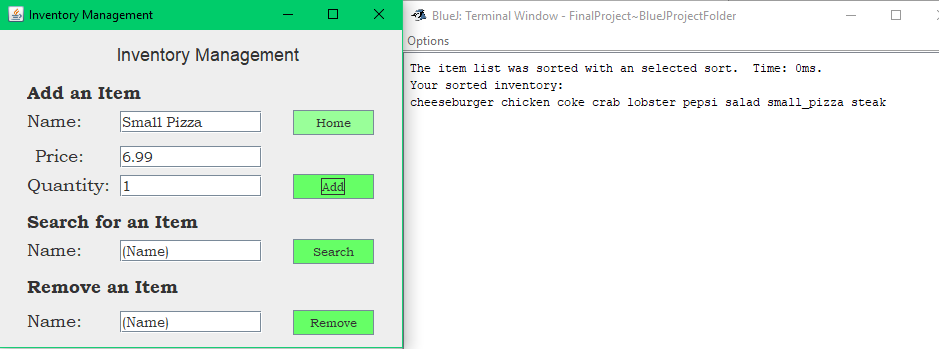 Inventory Management
Inventory Management
Add an Item
Name: Small Pizza Home
Price: 6.99
Quantity: 1 Add
Search for an Item
Name: (Name) Search
Remove an Item
Name: (Name) Remove
BlueJ: Terminal Window - FinalProject~BlueJProjectFolder
Options
The item list was sorted with an selected sort. Time: 0ms.
Your sorted inventory:
cheeseburger chicken coke crab lobster pepsi salad small_pizza steak